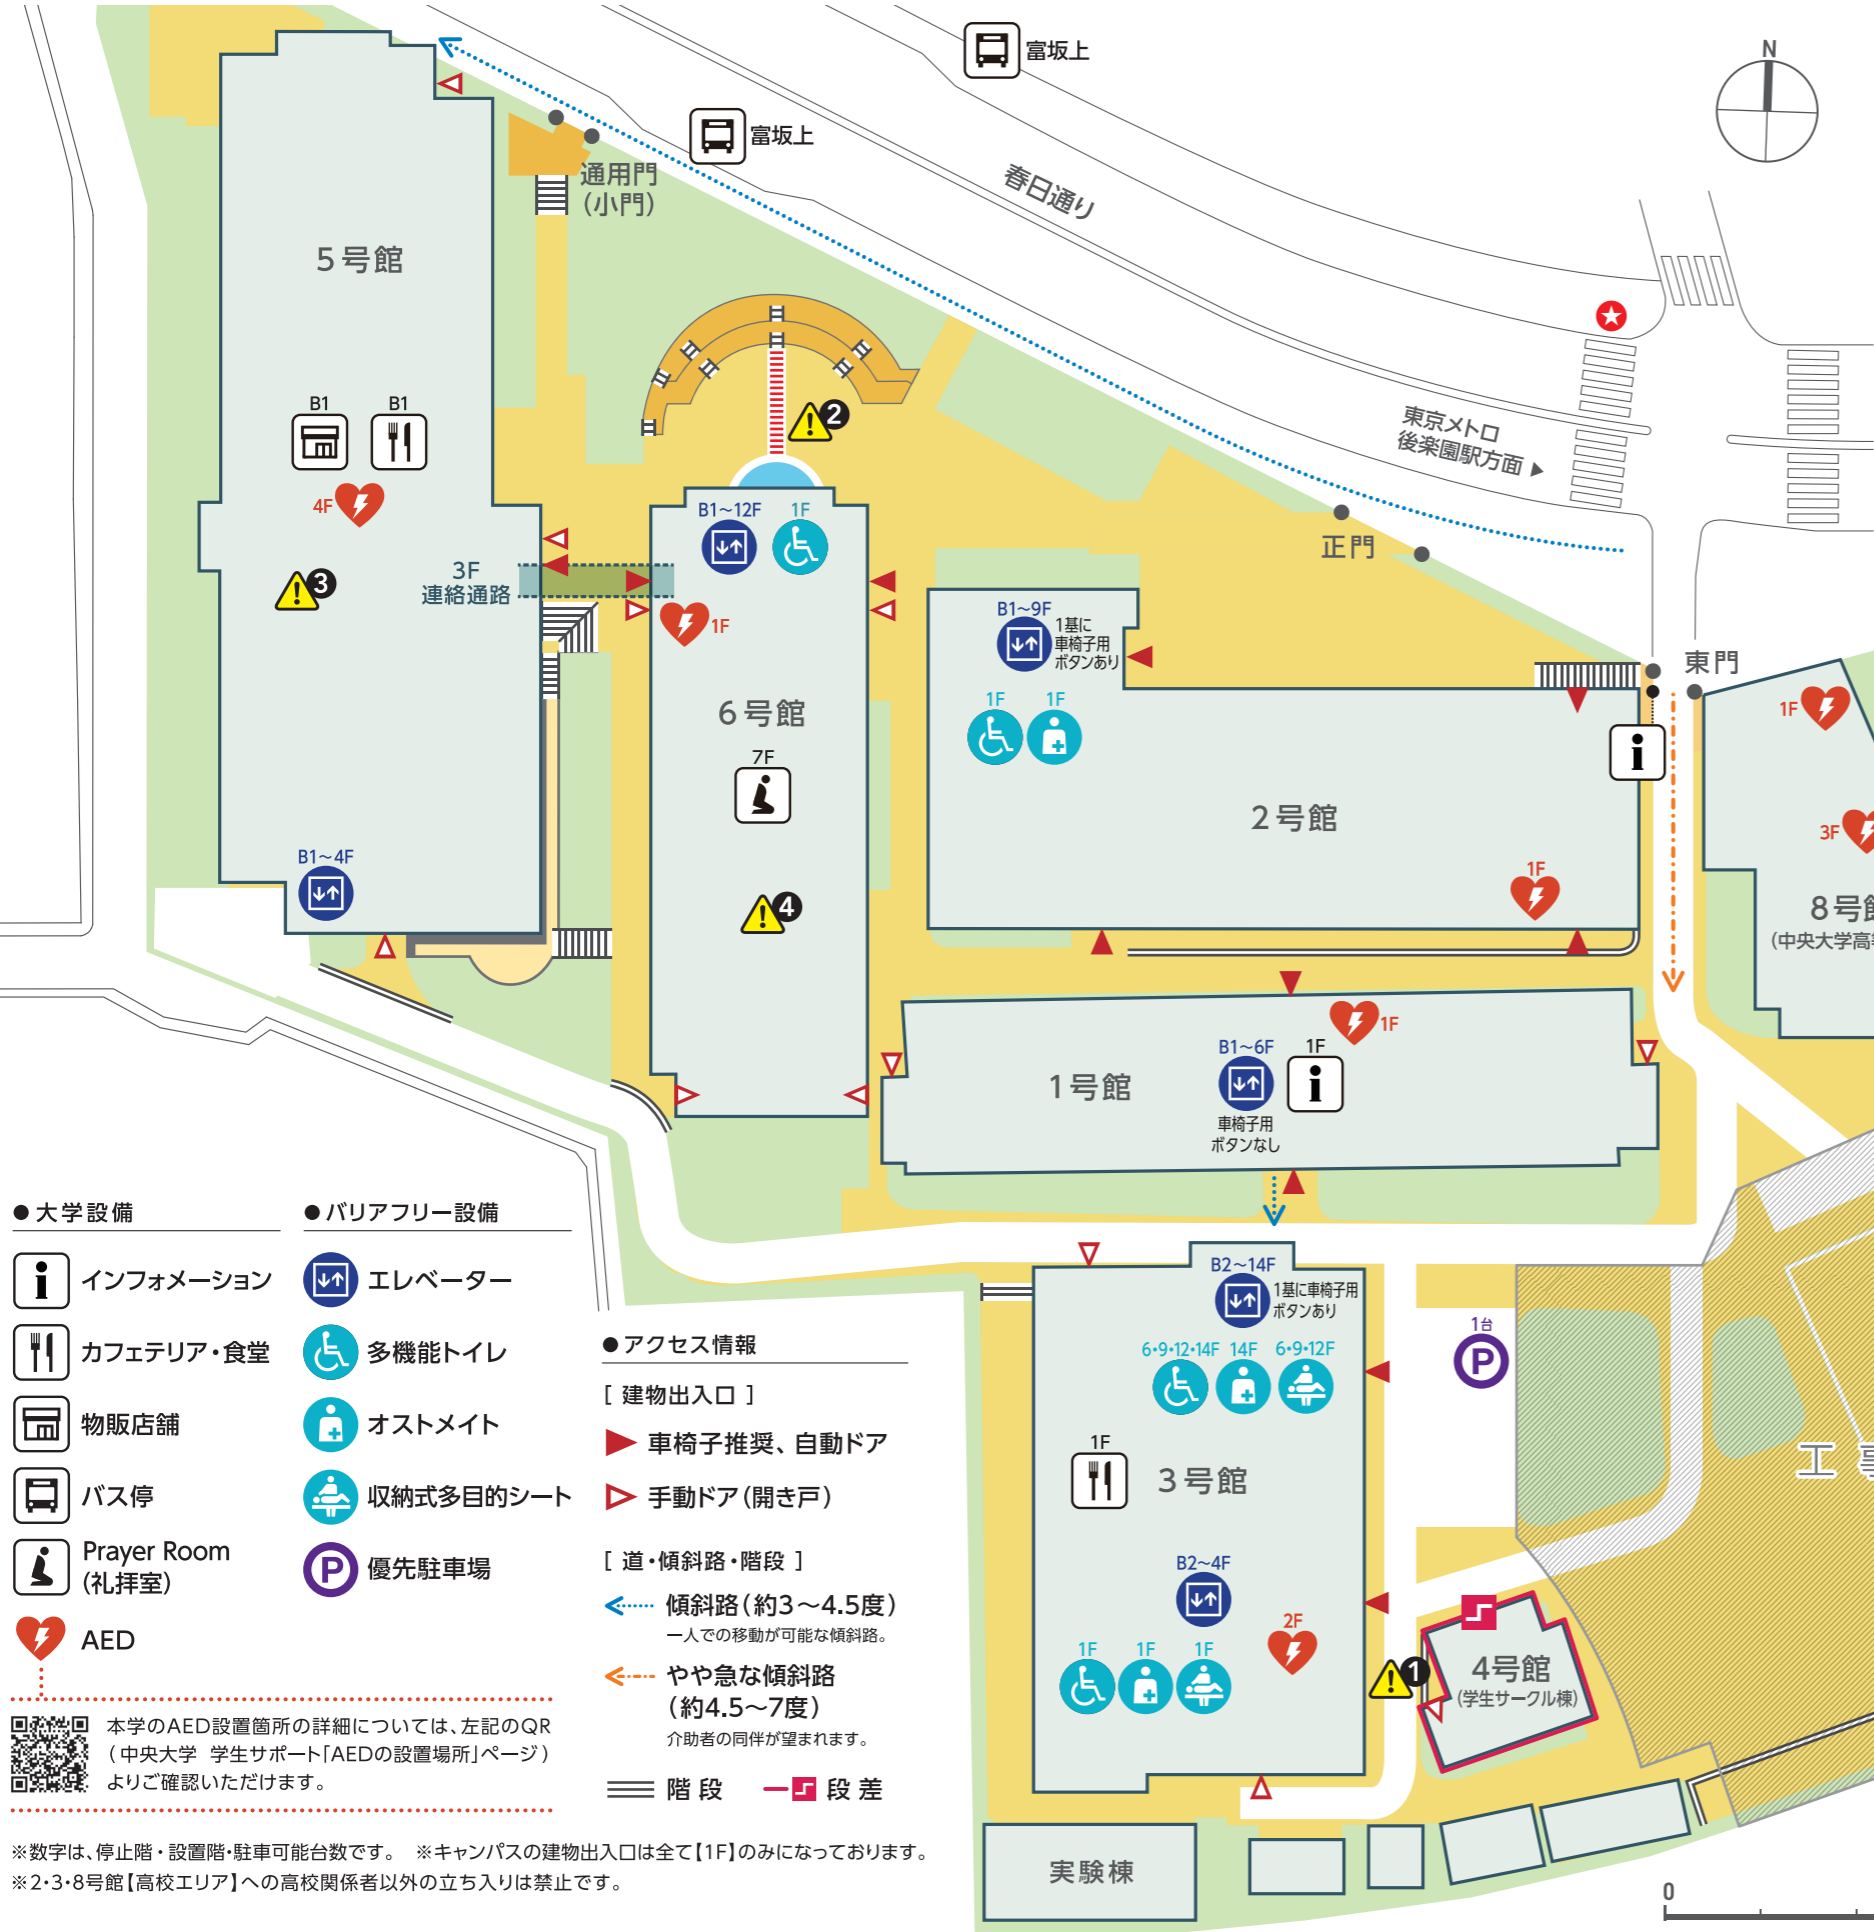 富坂上
富坂上
N
通用門
(小門)
春日通り
5号館
B1
B1
4F
3
2
東京メトロ
後楽園駅方面 ▶
B1〜12F
1F
正門
3F
連絡通路
1F
B1〜9F
1基に
車椅子用
ボタンあり
東門
1F
1F
6号館
7F
1F
i
2号館
3F
B1〜4F
1F
4
8号館
(中央大学高
1F
B1〜6F
1F
i
1号館
車椅子用
ボタンなし
B2〜14F
1基に車椅子用
ボタンあり
1台
P
6・9・12・14F
14F
6・9・12F
1F
3号館
工事
B2〜4F
2F
1F
1F
1F
1
4号館
(学生サークル棟)
実験棟
0
●大学設備
i インフォメーション
カフェテリア・食堂
物販店舗
バス停
Prayer Room
(礼拝室)
AED
●バリアフリー設備
エレベーター
多機能トイレ
オストメイト
収納式多目的シート
P 優先駐車場
●アクセス情報
[ 建物出入口 ]
車椅子推奨、自動ドア
手動ドア(開き戸)
[ 道・傾斜路・階段 ]
傾斜路(約3〜4.5度)
一人での移動が可能な傾斜路。
やや急な傾斜路
(約4.5〜7度)
介助者の同伴が望まれます。
階段 段差
本学のAED設置箇所の詳細については、左記のQR
(中央大学 学生サポート「AEDの設置場所」ページ)
よりご確認いただけます。
※数字は、停止階・設置階・駐車可能台数です。 ※キャンパスの建物出入口は全て【1F】のみになっております。
※2・3・8号館【高校エリア】への高校関係者以外の立ち入りは禁止です。